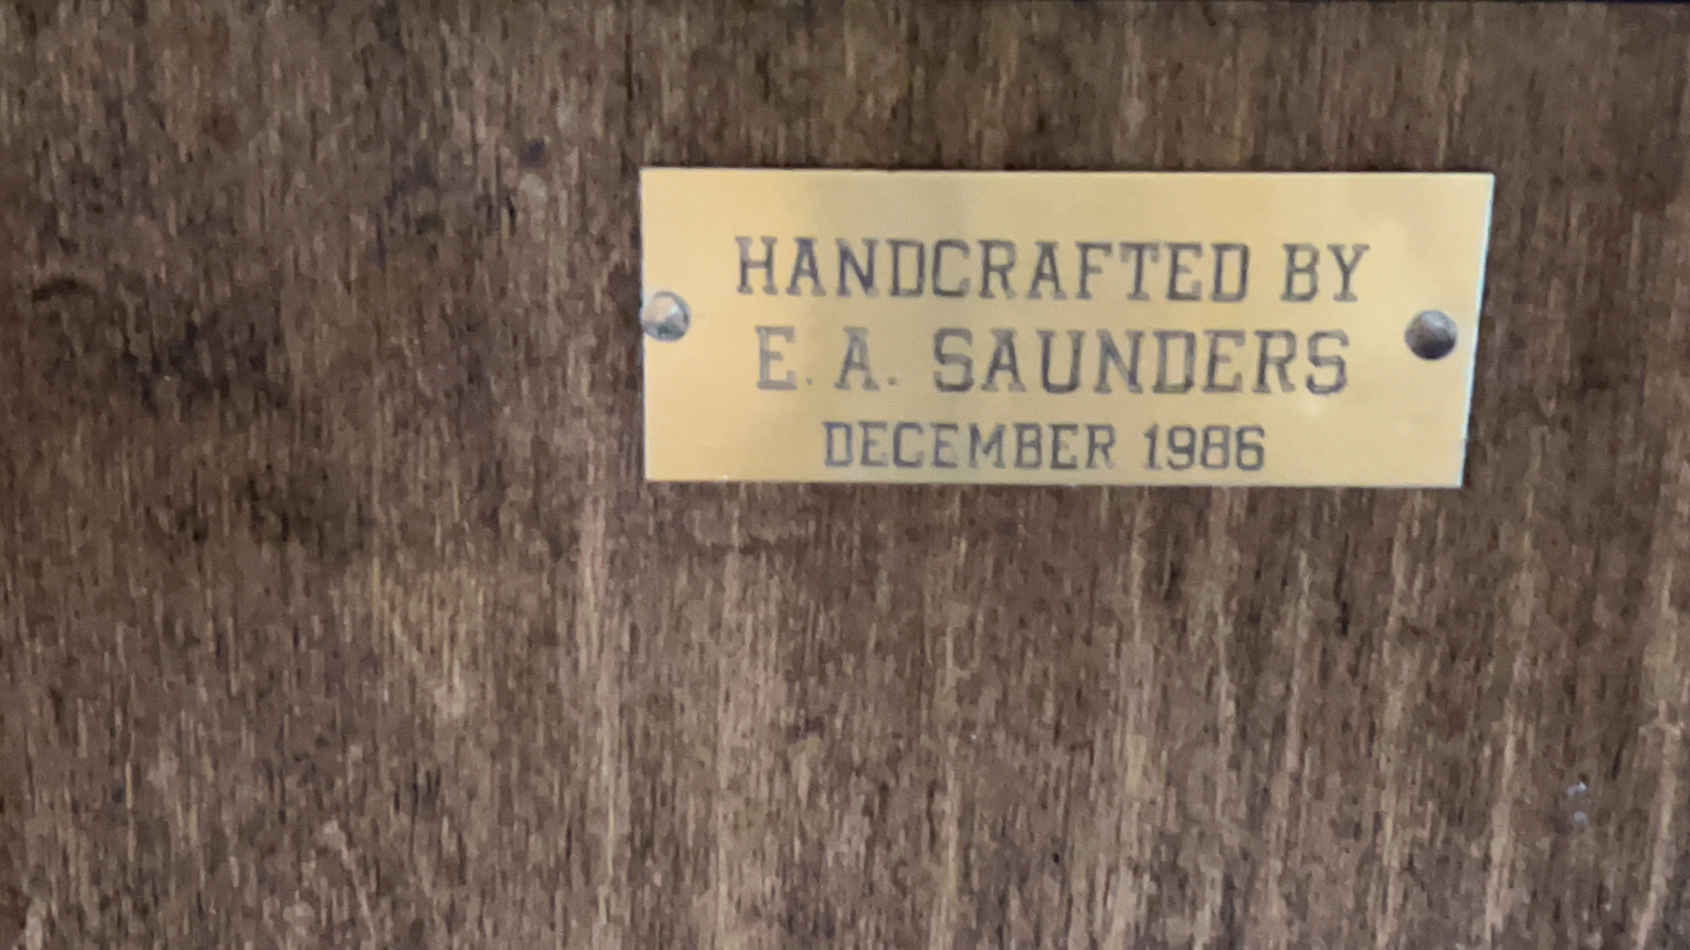 HANDCRAFTED BY
E. A. SAUNDERS
DECEMBER 1986